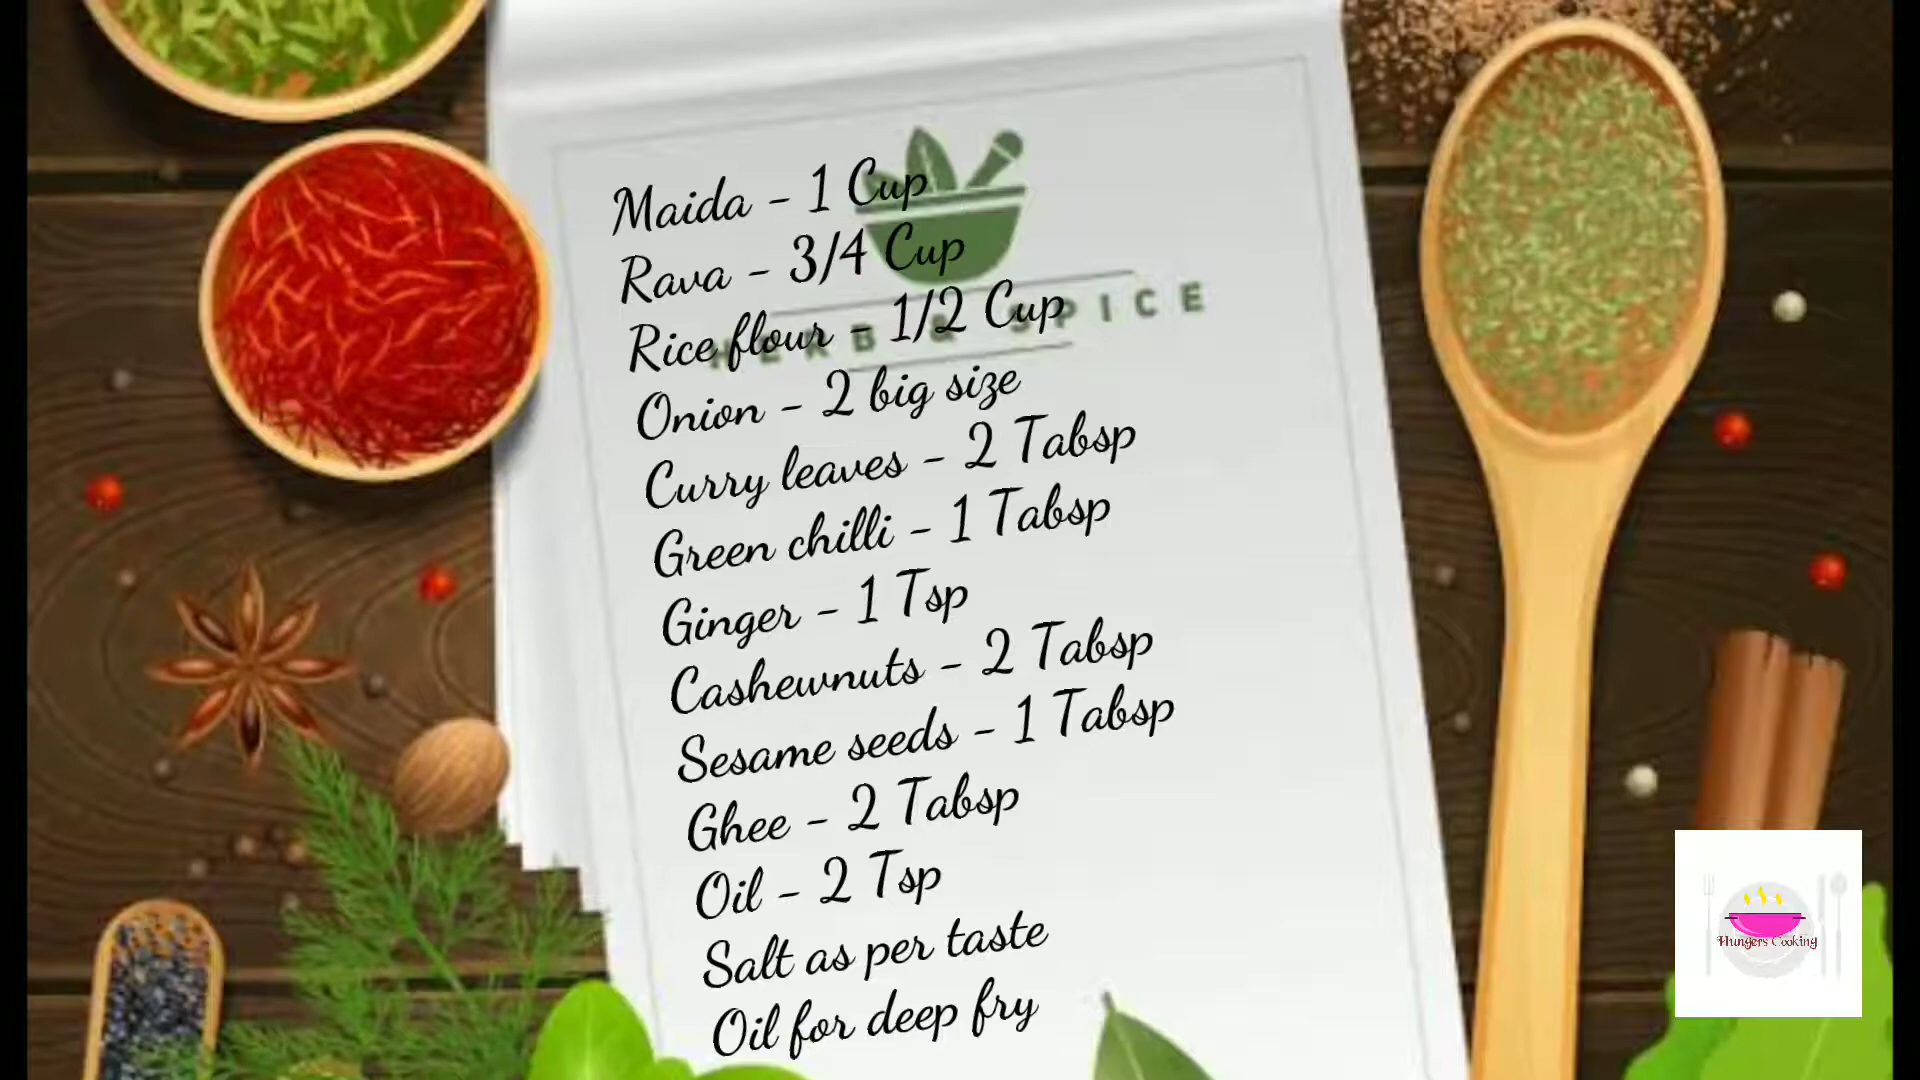 Maida - 1 Cup
Rava - 3/4 Cup
Rice flour - 1/2 Cup
HERB & SPICE
Onion - 2 big size
Curry leaves - 2 Tabsp
Green chilli - 1 Tabsp
Ginger - 1 Tsp
Cashewnuts - 2 Tabsp
Sesame seeds - 1 Tabsp
Ghee - 2 Tabsp
Oil - 2 Tsp
Salt as per taste
Oil for deep fry
Hungers Cooking